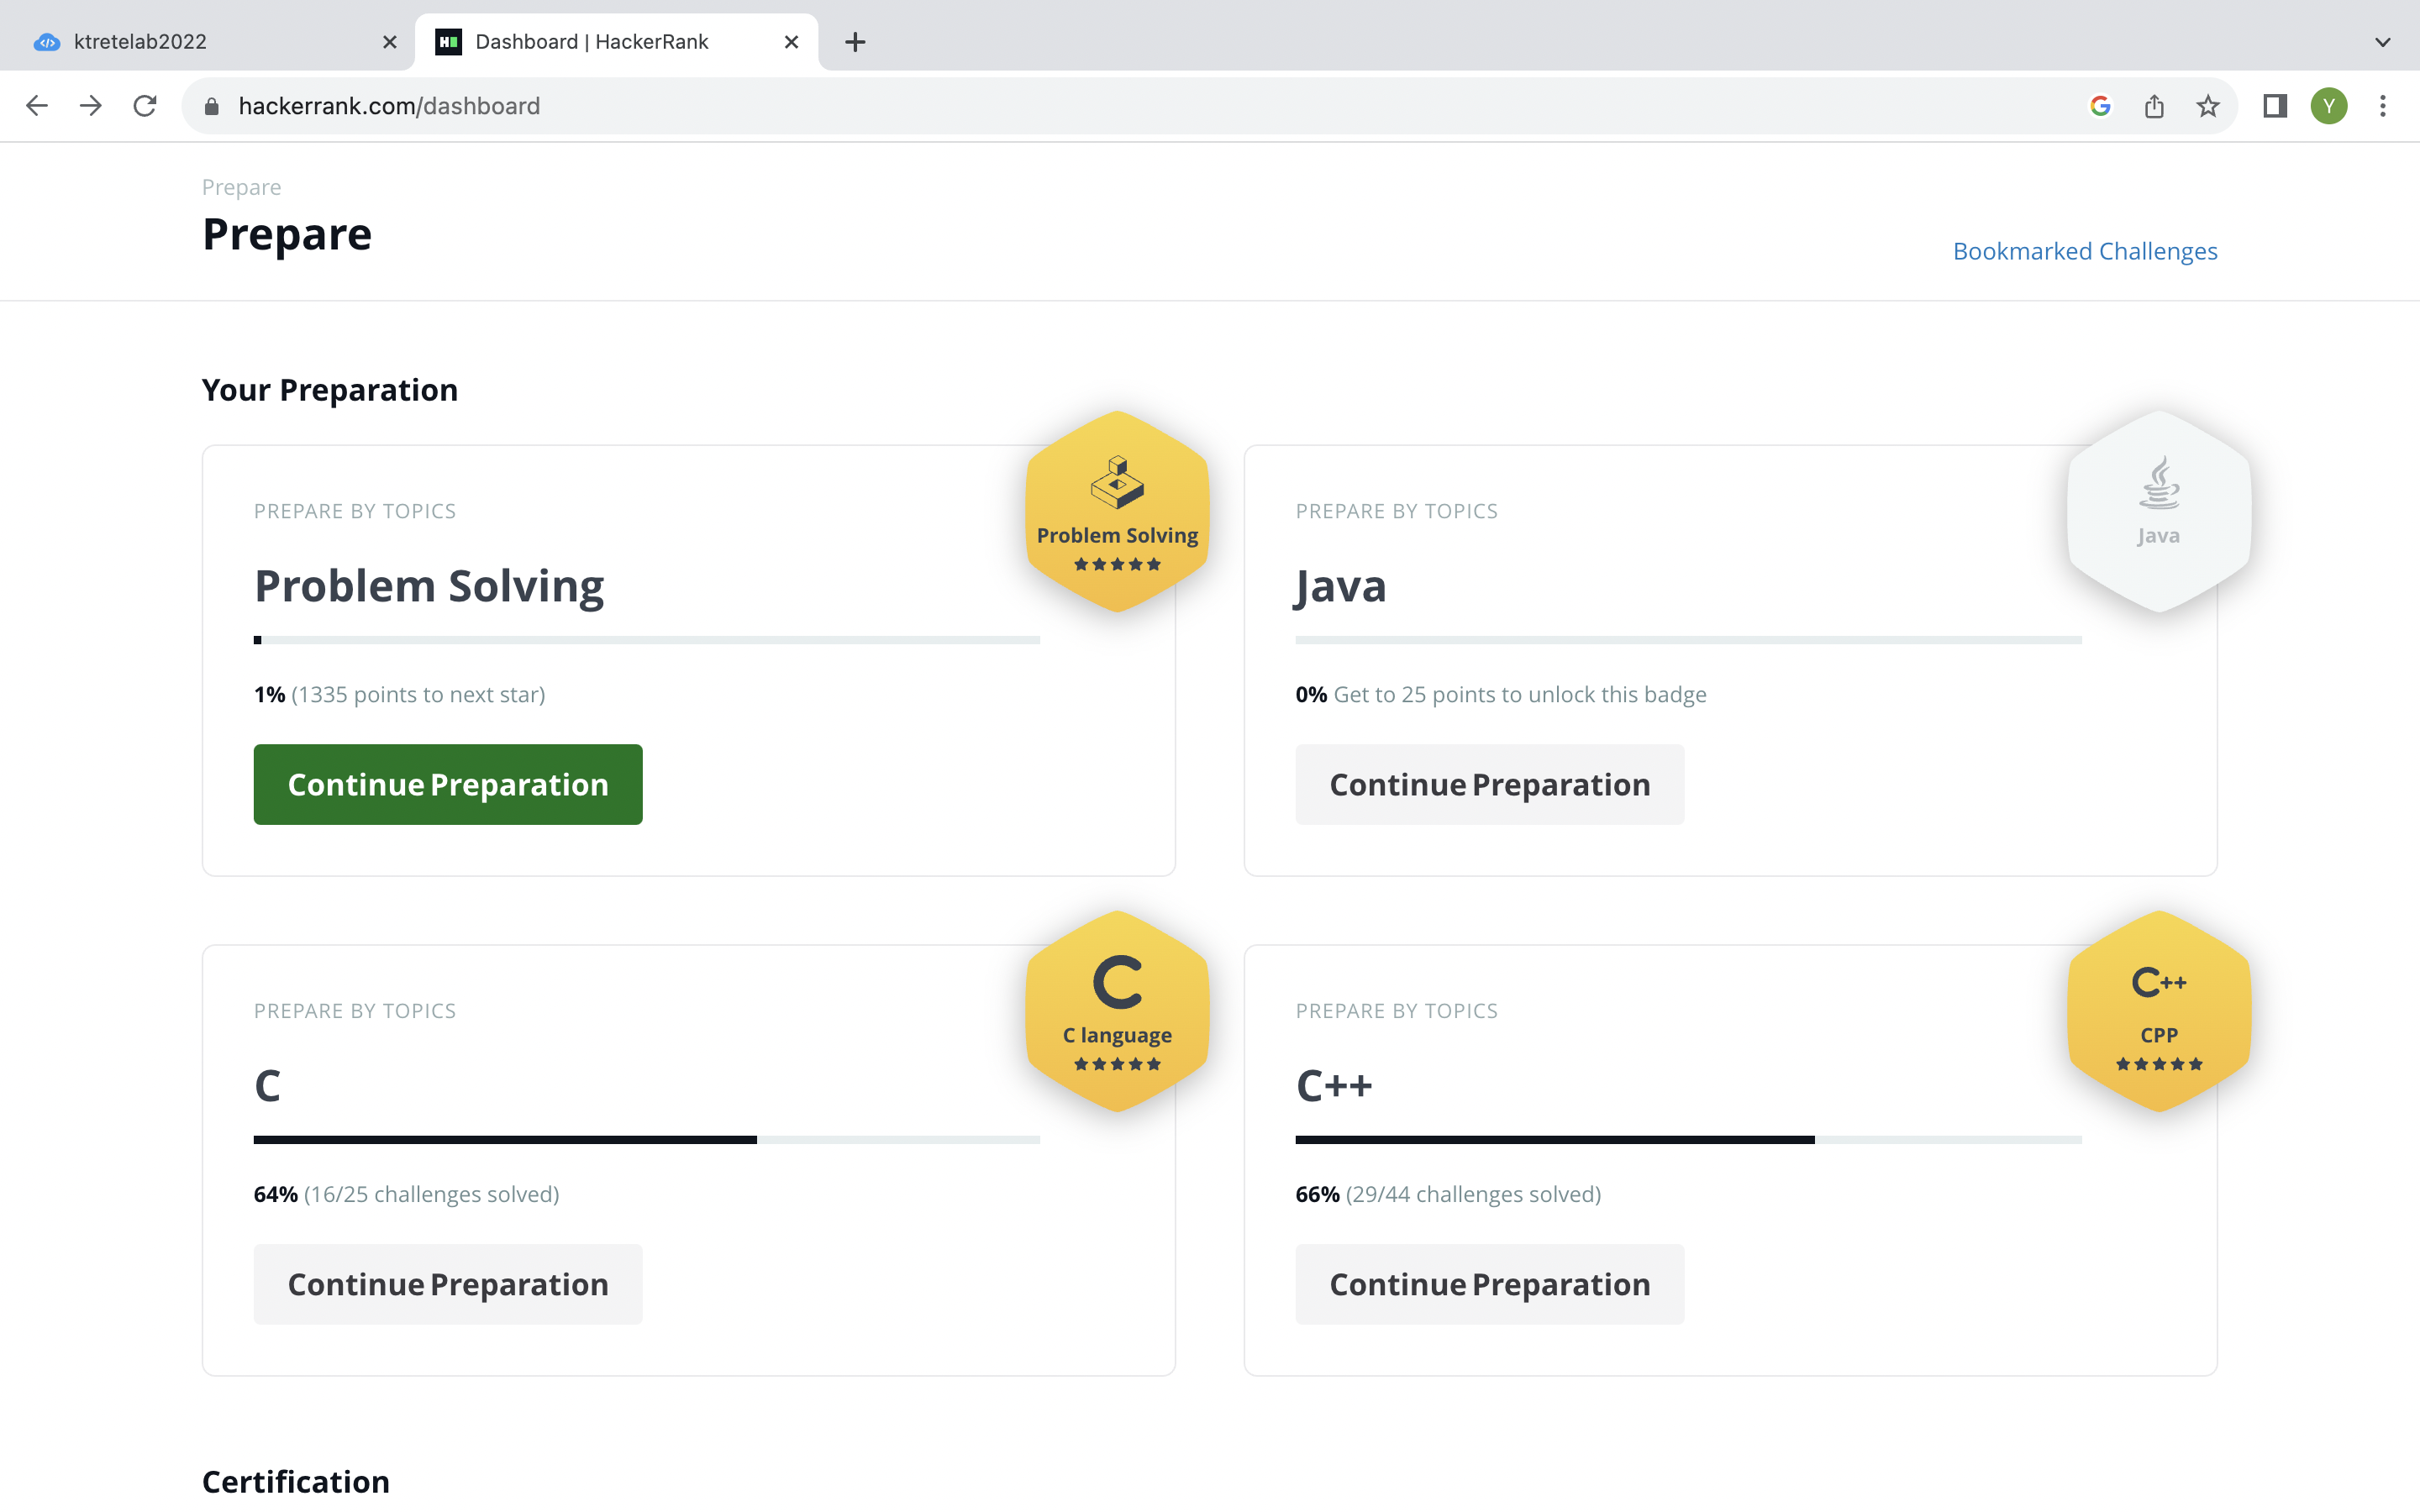 ktretelab2022
Dashboard | HackerRank
hackerrank.com/dashboard
Y
Prepare
Prepare
Bookmarked Challenges
Your Preparation
PREPARE BY TOPICS
Problem Solving
Problem Solving
1% (1335 points to next star)
Continue Preparation
PREPARE BY TOPICS
Java
Java
0% Get to 25 points to unlock this badge
Continue Preparation
PREPARE BY TOPICS
C
C language
C
64% (16/25 challenges solved)
Continue Preparation
PREPARE BY TOPICS
C++
CPP
C++
66% (29/44 challenges solved)
Continue Preparation
Certification